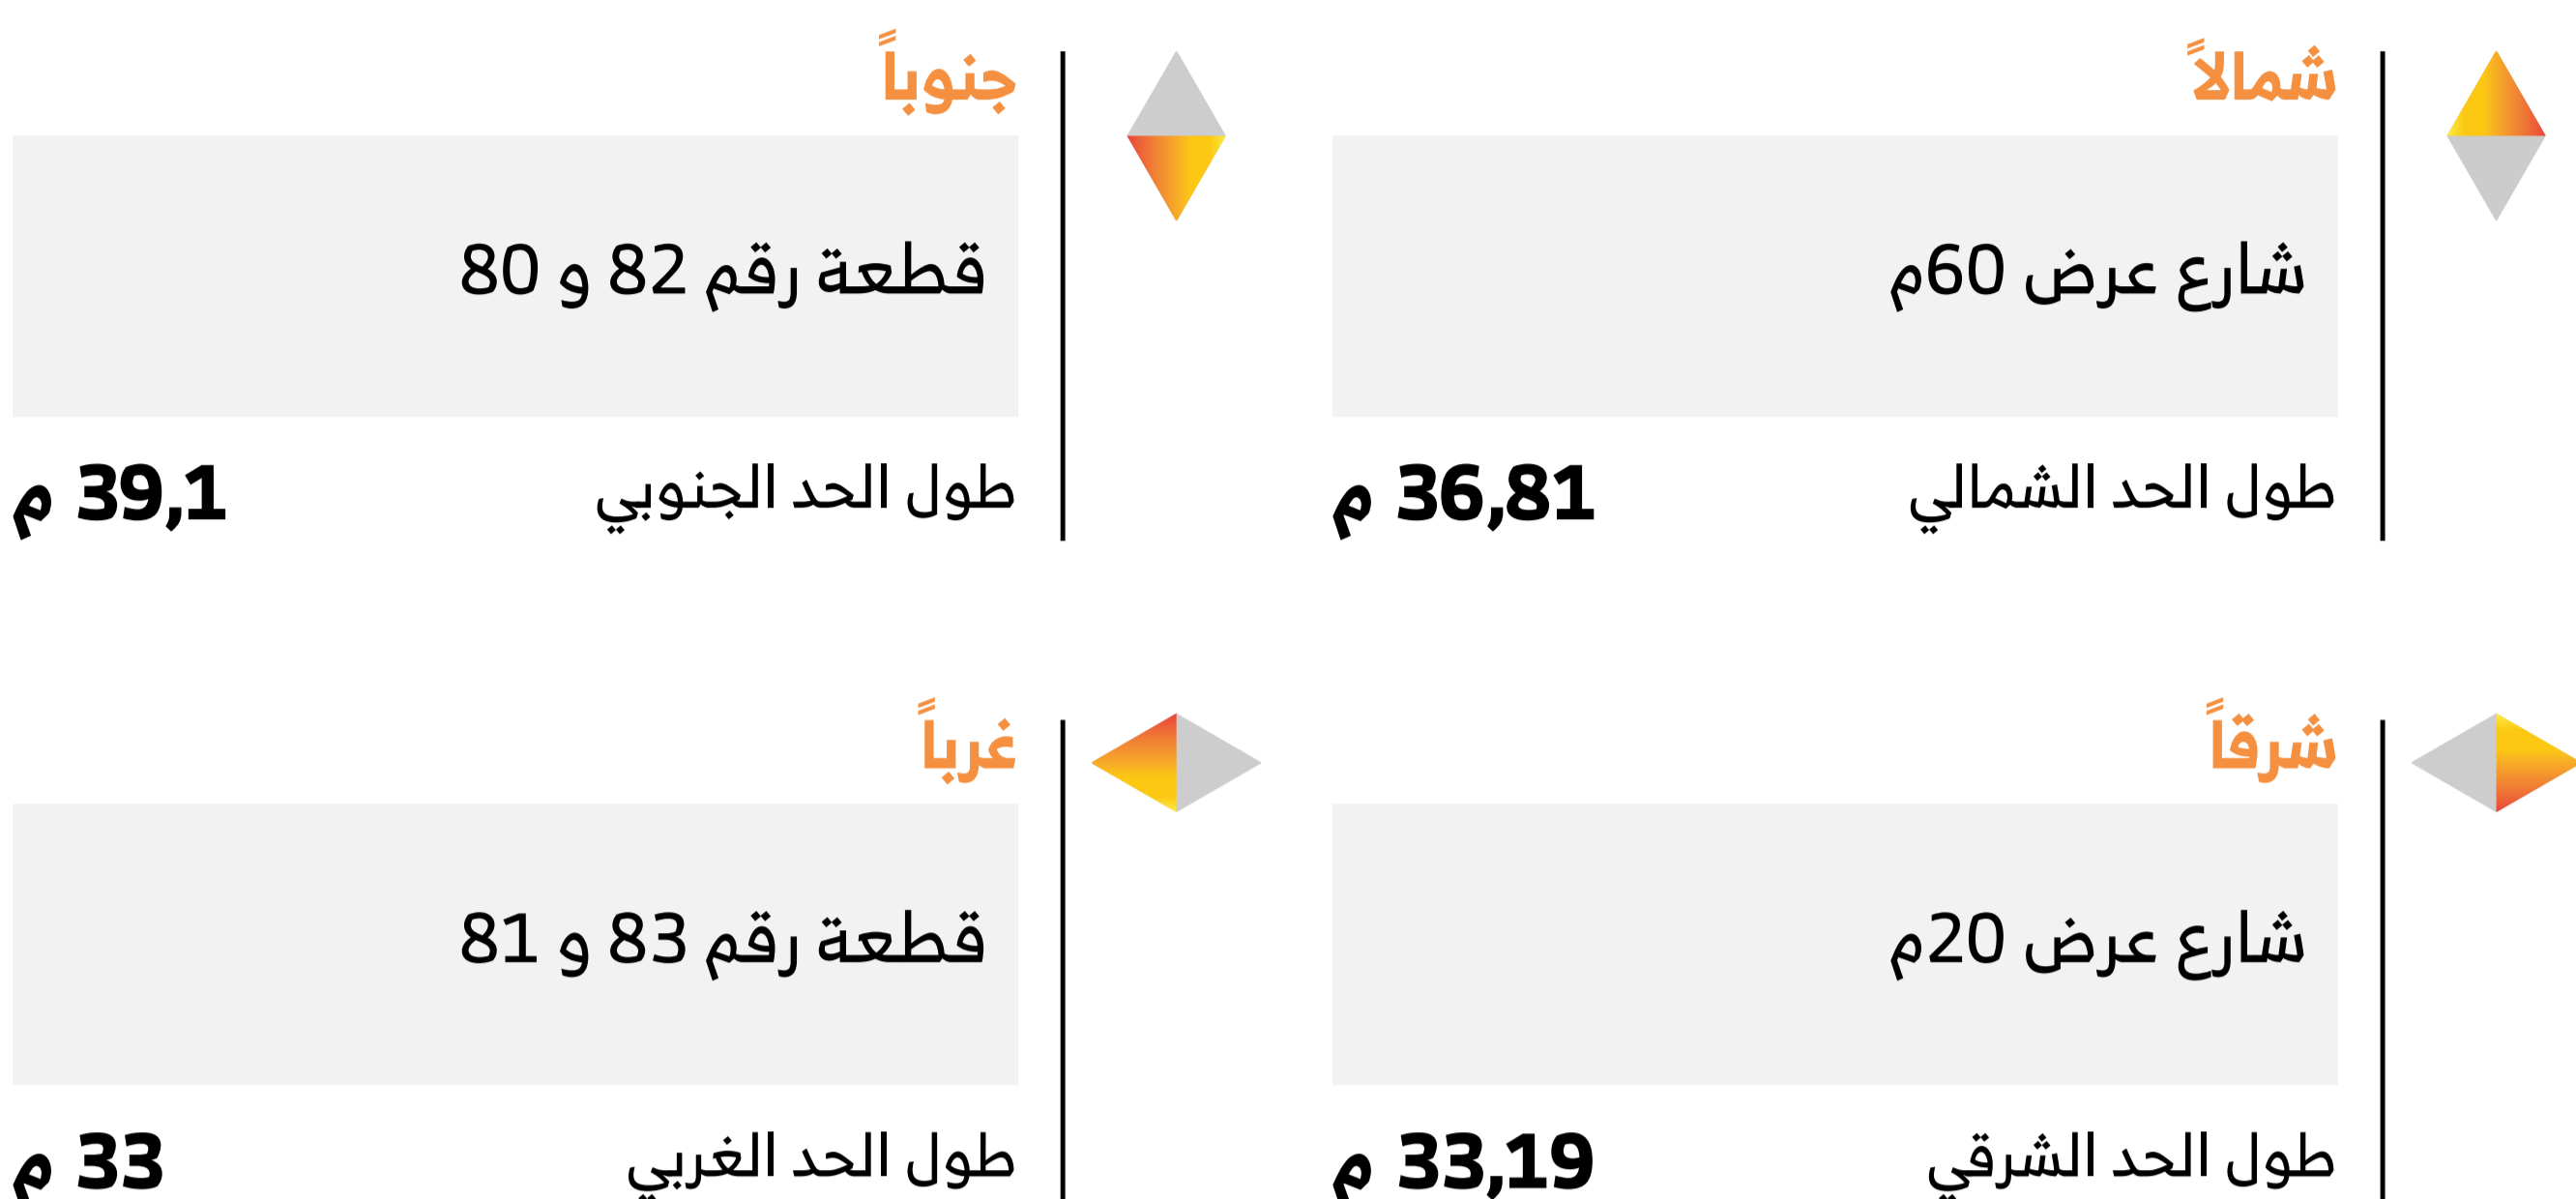 شمالاً
شارع عرض 60م
طول الحد الشمالي 36,81 م
جنوباً
قطعة رقم 82 و 80
طول الحد الجنوبي 39,1 م
شرقاً
شارع عرض 20م
طول الحد الشرقي 33,19 م
غرباً
قطعة رقم 83 و 81
طول الحد الغربي 33 م